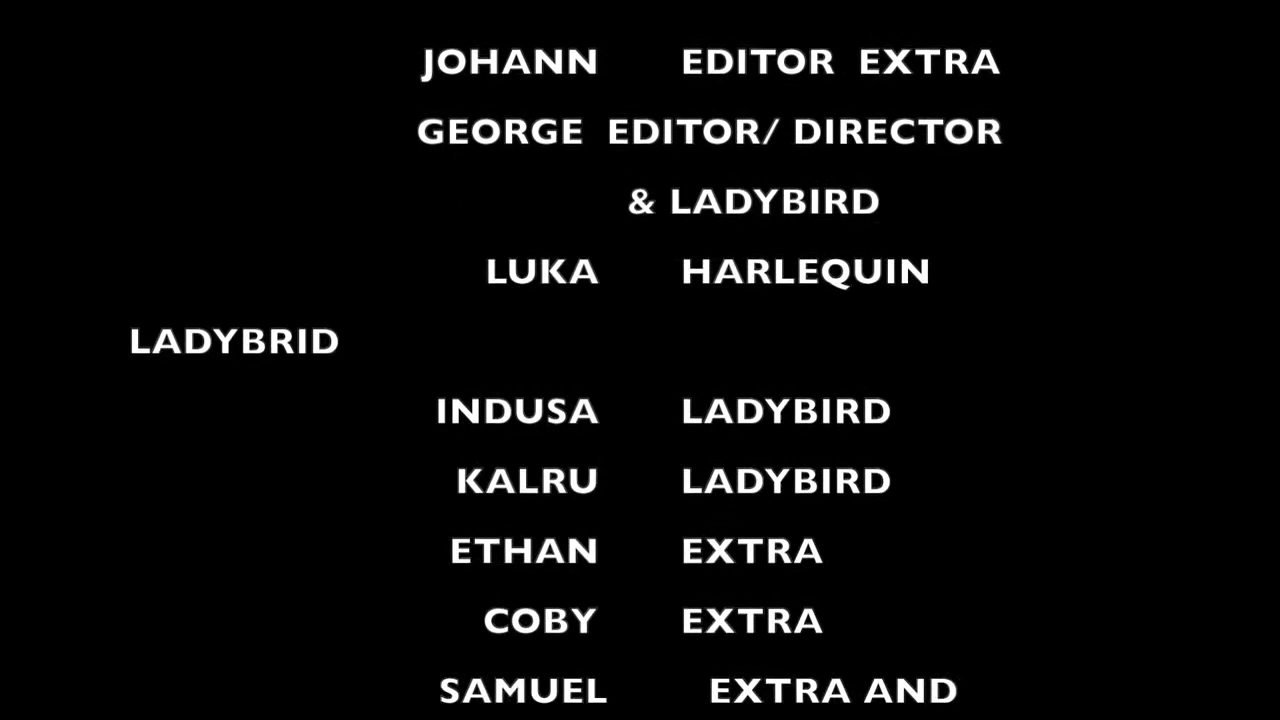 JOHANN EDITOR EXTRA
GEORGE EDITOR/ DIRECTOR
& LADYBIRD
LUKA HARLEQUIN
LADYBRID
INDUSA LADYBIRD
KALRU LADYBIRD
ETHAN EXTRA
COBY EXTRA
SAMUEL EXTRA AND